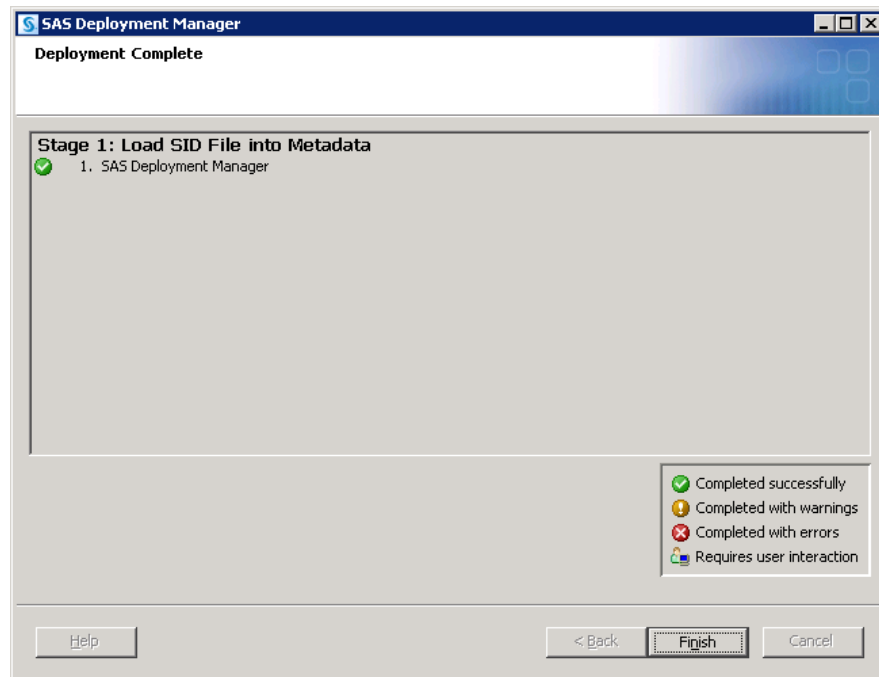 SAS Deployment Manager
Deployment Complete
Stage 1: Load SID File into Metadata
1. SAS Deployment Manager
Completed successfully
Completed with warnings
Completed with errors
Requires user interaction
Help
< Back
Finish
Cancel